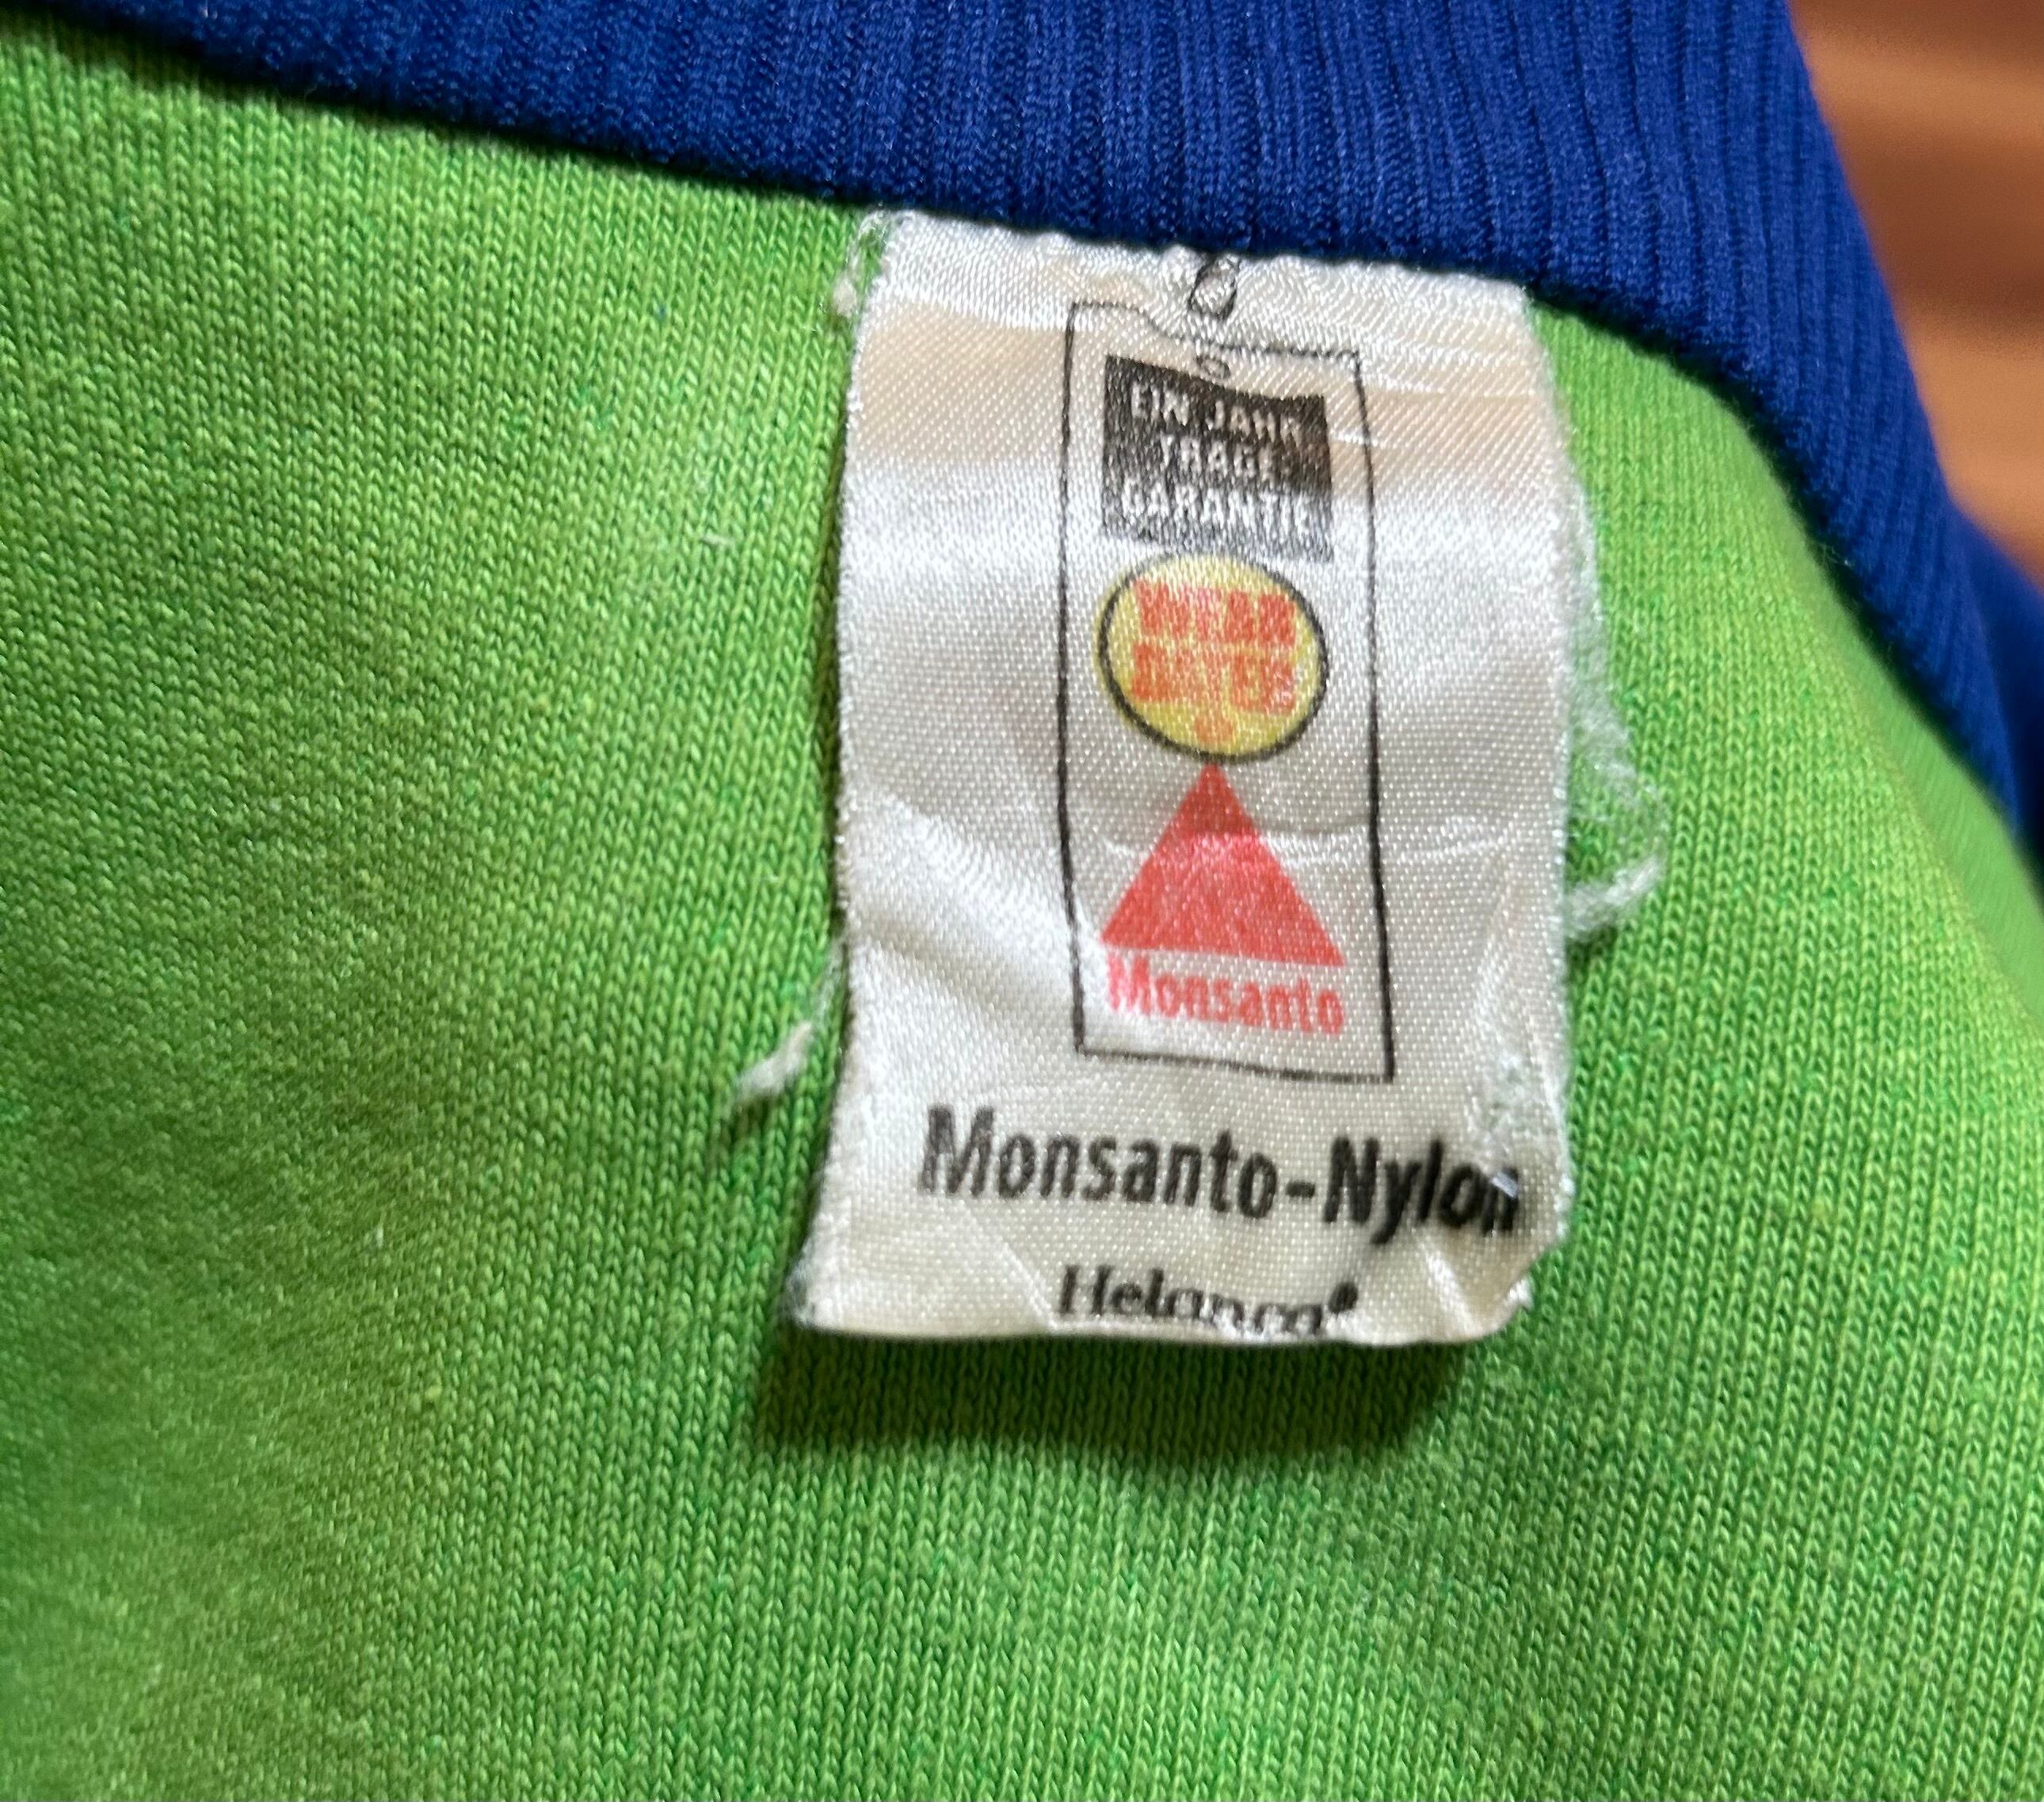 EIN JAHR
TRAGE-
GARANTIE
WEAR
DATED
Monsanto
Monsanto-Nylon
Helanca®